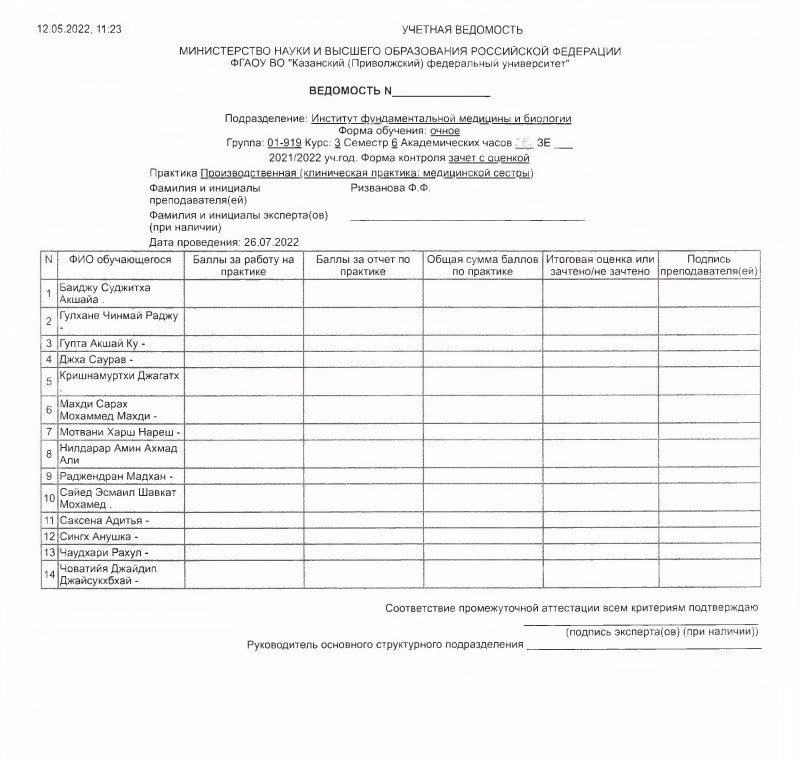 12.05.2022, 11:23 УЧЕТНАЯ ВЕДОМОСТЬ
МИНИСТЕРСТВО НАУКИ И ВЫСШЕГО ОБРАЗОВАНИЯ РОССИЙСКОЙ ФЕДЕРАЦИИ
ФГАОУ ВО "Казанский (Приволжский) федеральный университет"
ВЕДОМОСТЬ N_______________
Подразделение: Институт фундаментальной медицины и биологии
Форма обучения: очное
Группа: 01-919 Курс: 3 Семестр 6 Академических часов ___ ЗЕ ___
2021/2022 уч.год. Форма контроля зачет с оценкой
Практика Производственная (клиническая практика: медицинской сестры)
Фамилия и инициалы Ризванова Ф.Ф.
преподавателя(ей)
Фамилия и инициалы эксперта(ов)
(при наличии)
Дата проведения: 26.07.2022
N ФИО обучающегося Баллы за работу на Баллы за отчет по Общая сумма баллов Итоговая оценка или Подпись
практике практике по практике зачтено/не зачтено преподавателя(ей)
1 Баиджу Суджитха
Акшайа .
2 Гулхане Чинмай Раджу
-
3 Гупта Акшай Ку -
4 Джха Саурав -
5 Кришнамуртхи Джагатх
.
6 Махди Сарах
Мохаммед Махди -
7 Мотвани Харш Нареш -
8 Нилдарар Амин Ахмад
Али
9 Раджендран Мадхан -
10 Сайед Эсмаил Шавкат
Мохамед .
11 Саксена Адитья -
12 Сингх Анушка -
13 Чаудхари Рахул -
14 Човатийя Джайдип
Джайсукхбхай -
Соответствие промежуточной аттестации всем критериям подтверждаю
(подпись эксперта(ов) (при наличии))
Руководитель основного структурного подразделения